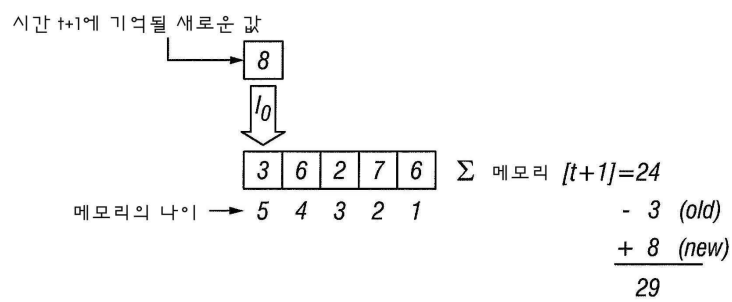 시간 t+1에 기억될 새로운 값
8
I0
3 6 2 7 6 Σ 메모리 [t+1]=24
메모리의 나이 → 5 4 3 2 1 - 3 (old)
+ 8 (new)
29